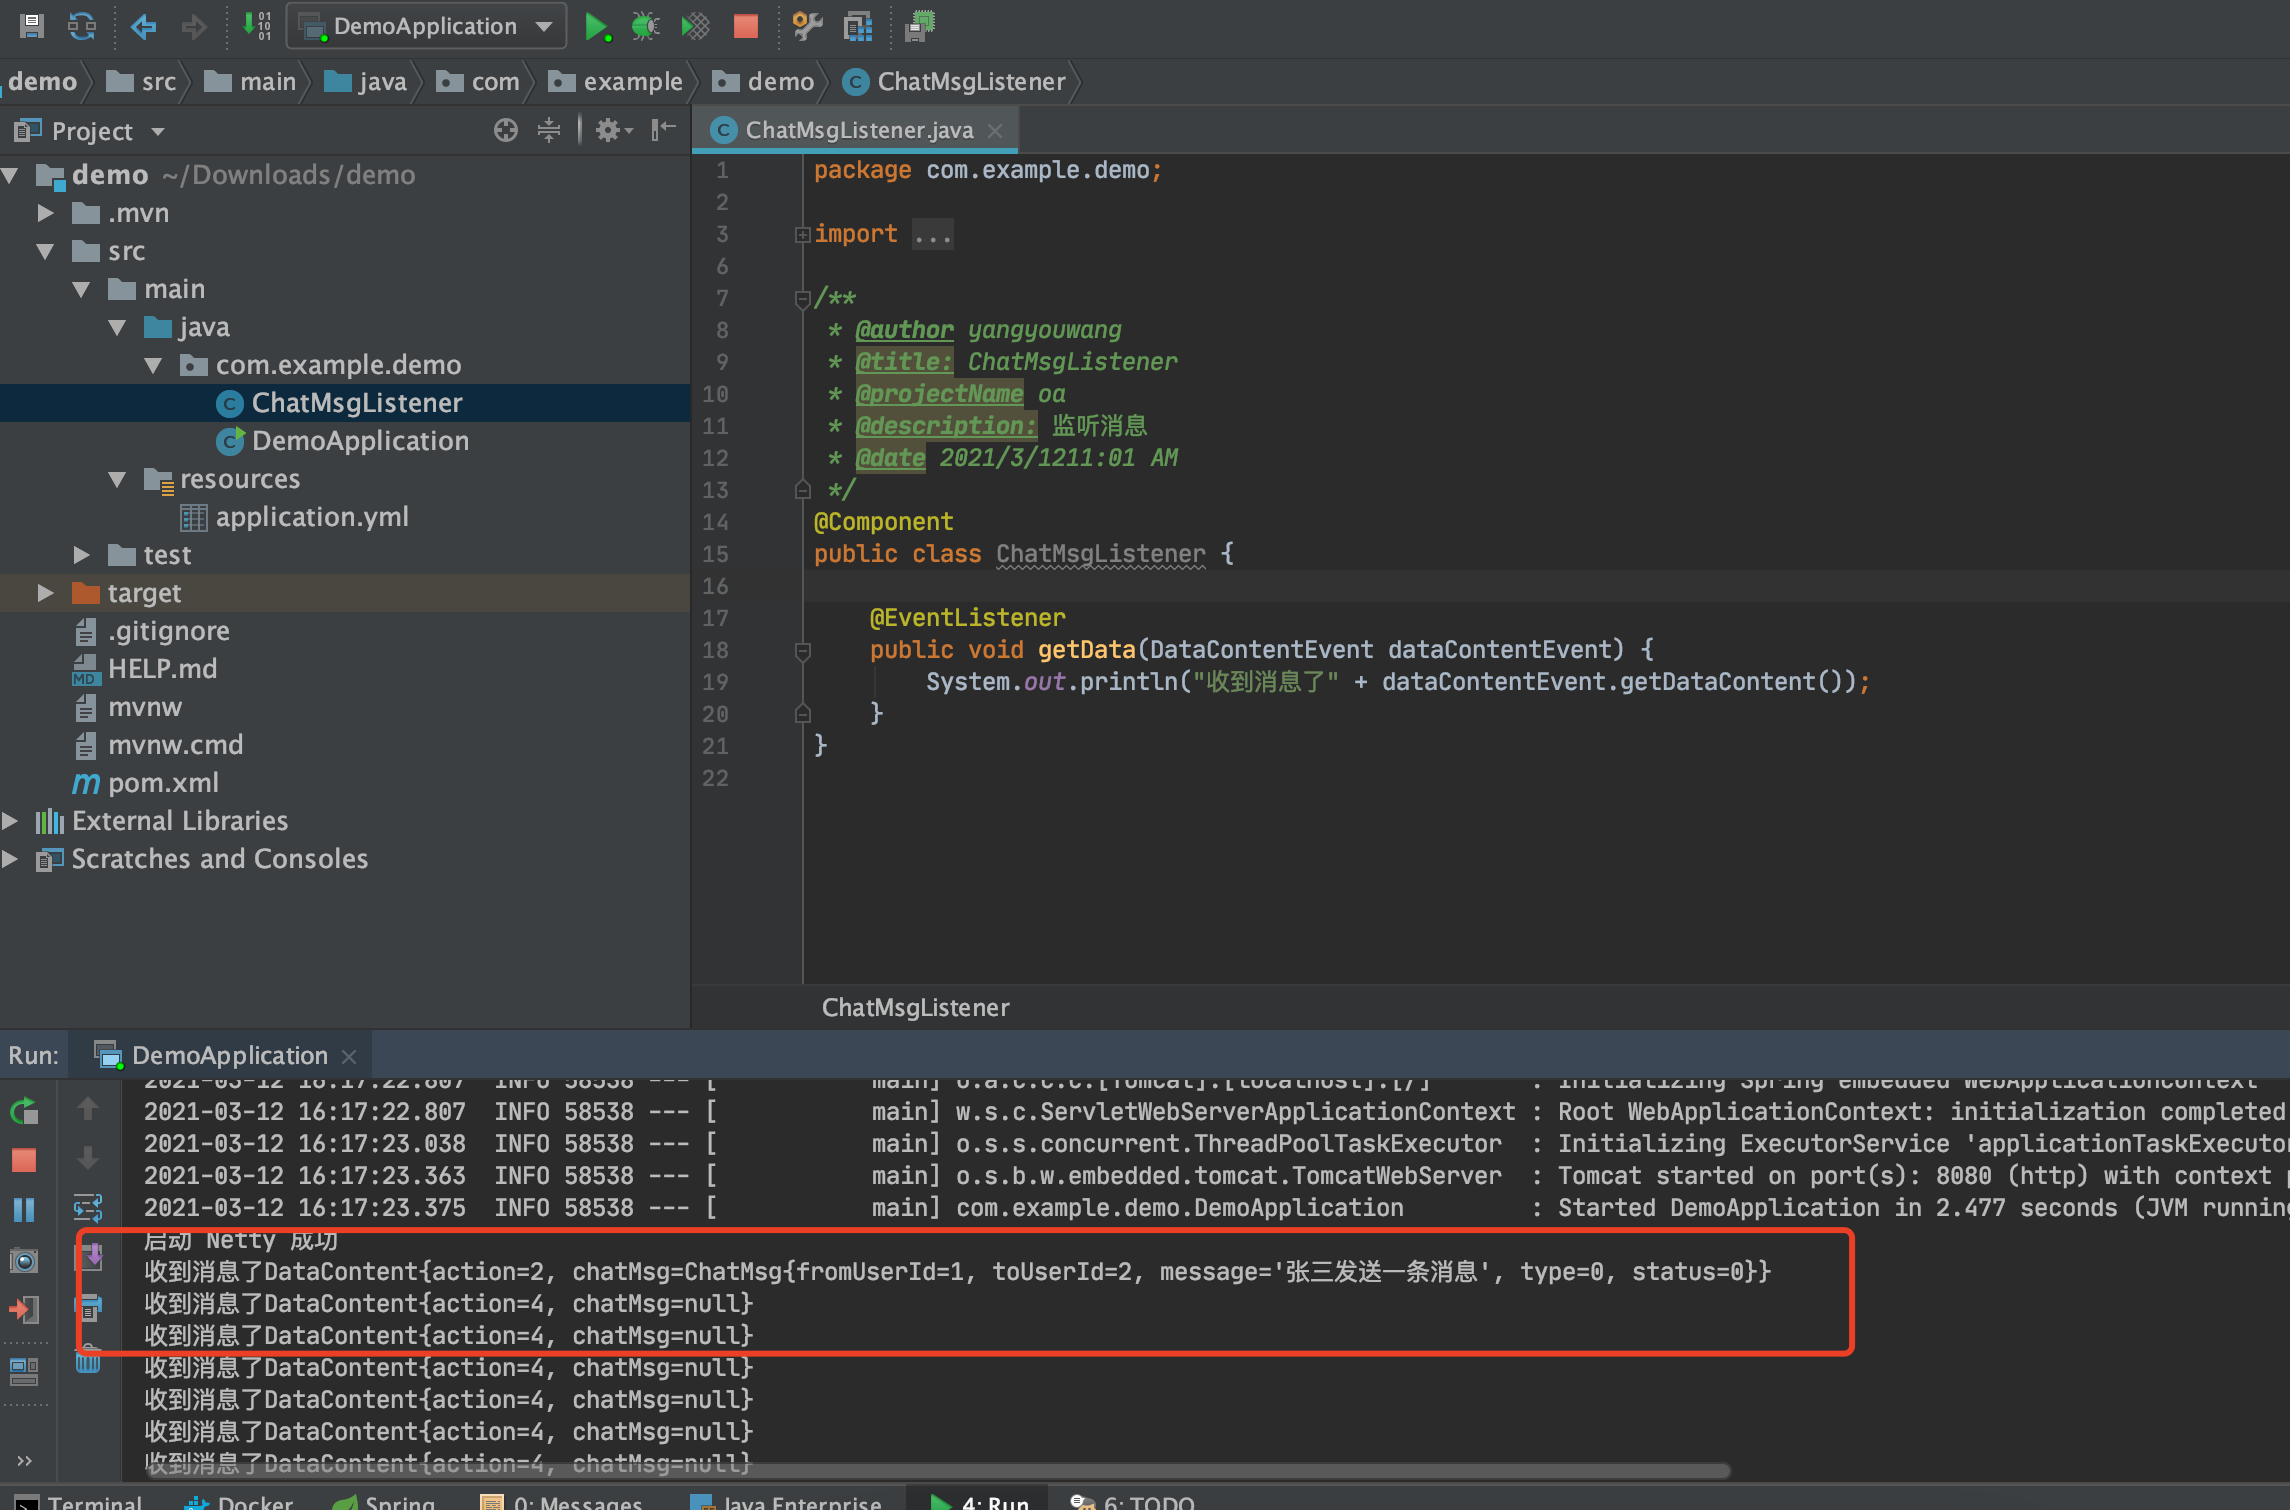 DemoApplication
demo src main java com example demo ChatMsgListener
Project
ChatMsgListener.java
demo ~/Downloads/demo
.mvn
src
main
java
com.example.demo
ChatMsgListener
DemoApplication
resources
application.yml
test
target
.gitignore
HELP.md
mvnw
mvnw.cmd
pom.xml
External Libraries
Scratches and Consoles
1 package com.example.demo;
2
3 import ...
6
7 /**
8 * @author yangyouwang
9 * @title: ChatMsgListener
10 * @projectName oa
11 * @description: 监听消息
12 * @date 2021/3/1211:01 AM
13 */
14 @Component
15 public class ChatMsgListener {
16
17 @EventListener
18 public void getData(DataContentEvent dataContentEvent) {
19 System.out.println("收到消息了" + dataContentEvent.getDataContent());
20 }
21 }
22
ChatMsgListener
Run: DemoApplication
2021-03-12 16:17:22.807 INFO 58538 --- [ main] o.a.c.c.C.[Tomcat].[localhost].[/] : Initializing Spring embedded WebApplicationContext
2021-03-12 16:17:22.807 INFO 58538 --- [ main] w.s.c.ServletWebServerApplicationContext : Root WebApplicationContext: initialization completed
2021-03-12 16:17:23.038 INFO 58538 --- [ main] o.s.s.concurrent.ThreadPoolTaskExecutor : Initializing ExecutorService 'applicationTaskExecutor
2021-03-12 16:17:23.363 INFO 58538 --- [ main] o.s.b.w.embedded.tomcat.TomcatWebServer : Tomcat started on port(s): 8080 (http) with context p
2021-03-12 16:17:23.375 INFO 58538 --- [ main] com.example.demo.DemoApplication : Started DemoApplication in 2.477 seconds (JVM running
启动 Netty 成功
收到消息了DataContent{action=2, chatMsg=ChatMsg{fromUserId=1, toUserId=2, message='张三发送一条消息', type=0, status=0}}
收到消息了DataContent{action=4, chatMsg=null}
收到消息了DataContent{action=4, chatMsg=null}
收到消息了DataContent{action=4, chatMsg=null}
收到消息了DataContent{action=4, chatMsg=null}
收到消息了DataContent{action=4, chatMsg=null}
收到消息了DataContent{action=4, chatMsg=null}
Terminal Docker Spring 0: Messages Java Enterprise 4: Run 6: TODO